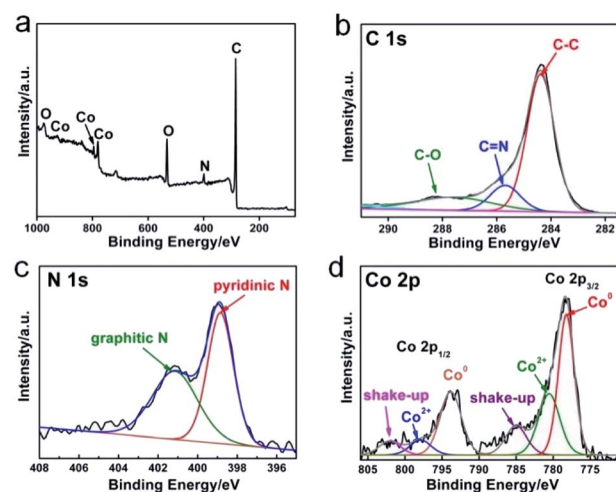 a
C
O
Co
Co
Co
O
N
Intensity/a.u.
1000 800 600 400 200
Binding Energy/eV
b
C 1s
C-C
C=N
C-O
Intensity/a.u.
290 288 286 284 282
Binding Energy/eV
c
N 1s
pyridinic N
graphitic N
Intensity/a.u.
408 406 404 402 400 398 396
Binding Energy/eV
d
Co 2p
Co 2p3/2
Co0
Co 2p1/2
Co2+
Co0
shake-up
shake-up
Co2+
Intensity/a.u.
805 800 795 790 785 780 775
Binding Energy/eV